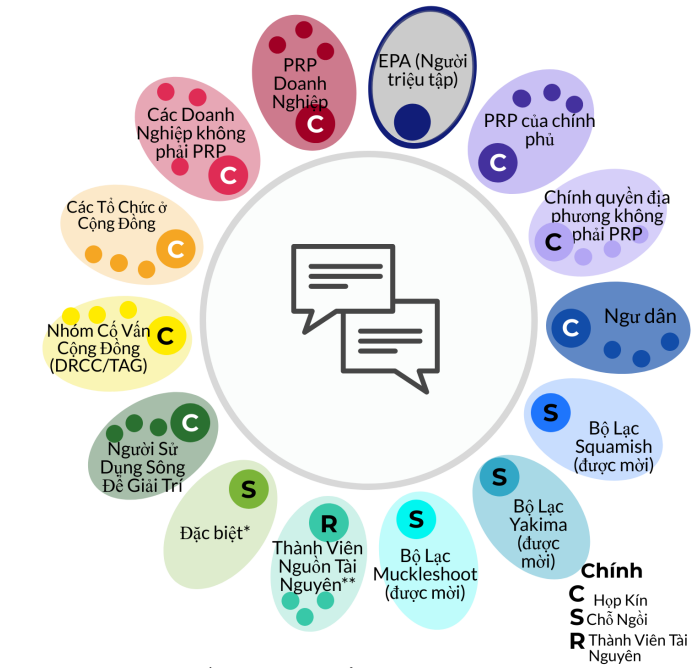 PRP
Doanh
Nghiệp
C
EPA (Người
triệu tập)
PRP của chính
phủ
C
Chính quyền địa
phương không
phải PRP
C
Ngư dân
C
Bộ Lạc
Squamish
(được mời)
S
Bộ Lạc
Yakima
(được
mời)
S
Bộ Lạc
Muckleshoot
(được mời)
S
Thành Viên
Nguồn Tài
Nguyên**
R
Đặc biệt*
S
Người Sử
Dụng Sông
Để Giải Trí
C
Nhóm Cố Vấn
Cộng Đồng
(DRCC/TAG)
C
Các Tổ Chức ở
Cộng Đồng
C
Các Doanh
Nghiệp không
phải PRP
C
Chính
C Họp Kín
S Chỗ Ngồi
R Thành Viên Tài
Nguyên